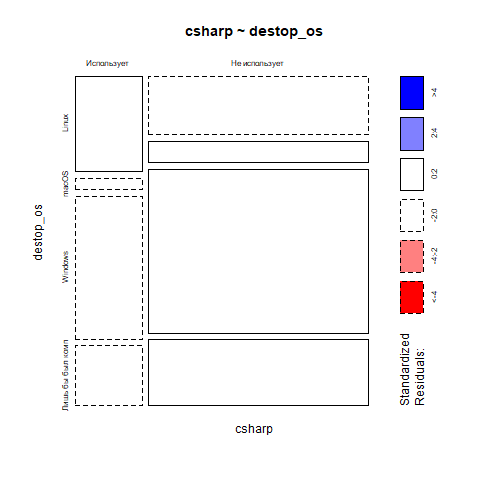 csharp ~ destop_os
Использует
Не использует
Linux
macOS
Windows
Лишь бы был комп
destop_os
csharp
>4
2:4
0:2
-2:0
-4:-2
<-4
Standardized
Residuals: